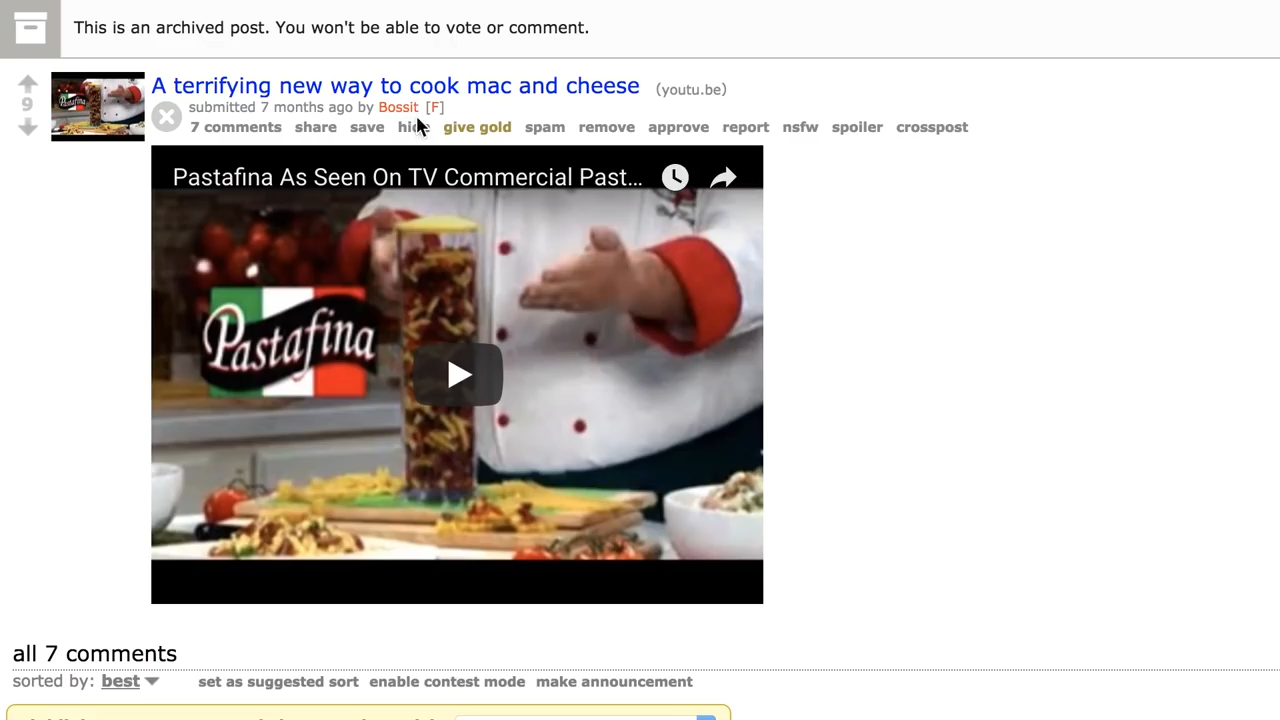 This is an archived post. You won't be able to vote or comment.
A terrifying new way to cook mac and cheese (youtu.be)
9
submitted 7 months ago by Bossit [F]
7 comments share save hide give gold spam remove approve report nsfw spoiler crosspost
Pastafina As Seen On TV Commercial Past...
Pastafina
all 7 comments
sorted by: best set as suggested sort enable contest mode make announcement